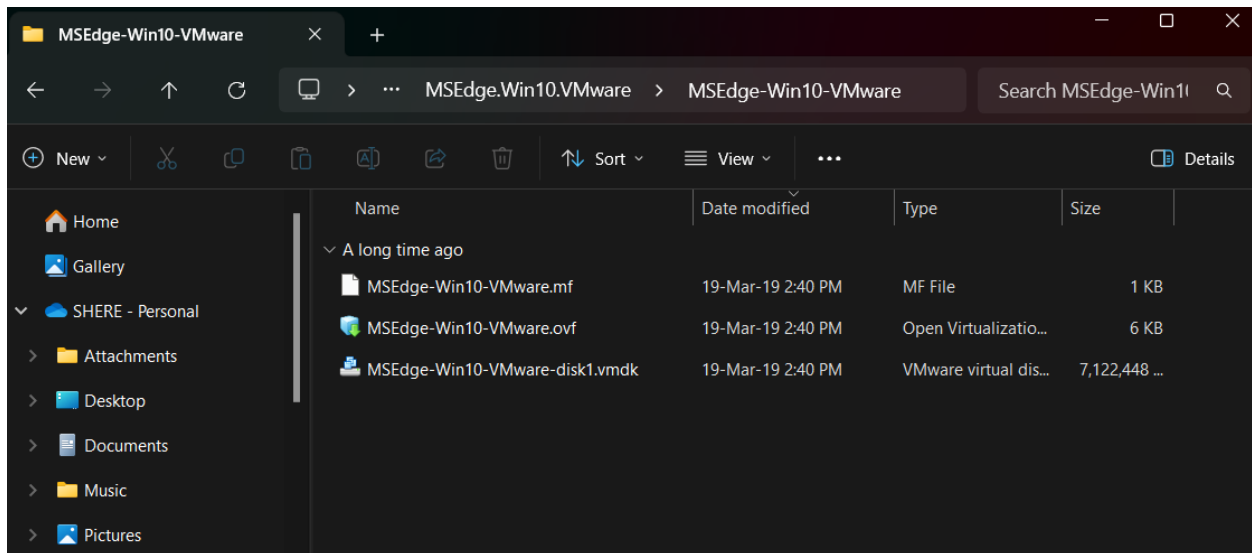 MSEdge-Win10-VMware
... MSEdge.Win10.VMware > MSEdge-Win10-VMware Search MSEdge-Win1
New Sort View ... Details
Name Date modified Type Size
Home
Gallery
SHERE - Personal
Attachments
Desktop
Documents
Music
Pictures
A long time ago
MSEdge-Win10-VMware.mf 19-Mar-19 2:40 PM MF File 1 KB
MSEdge-Win10-VMware.ovf 19-Mar-19 2:40 PM Open Virtualizatio... 6 KB
MSEdge-Win10-VMware-disk1.vmdk 19-Mar-19 2:40 PM VMware virtual dis... 7,122,448 ...